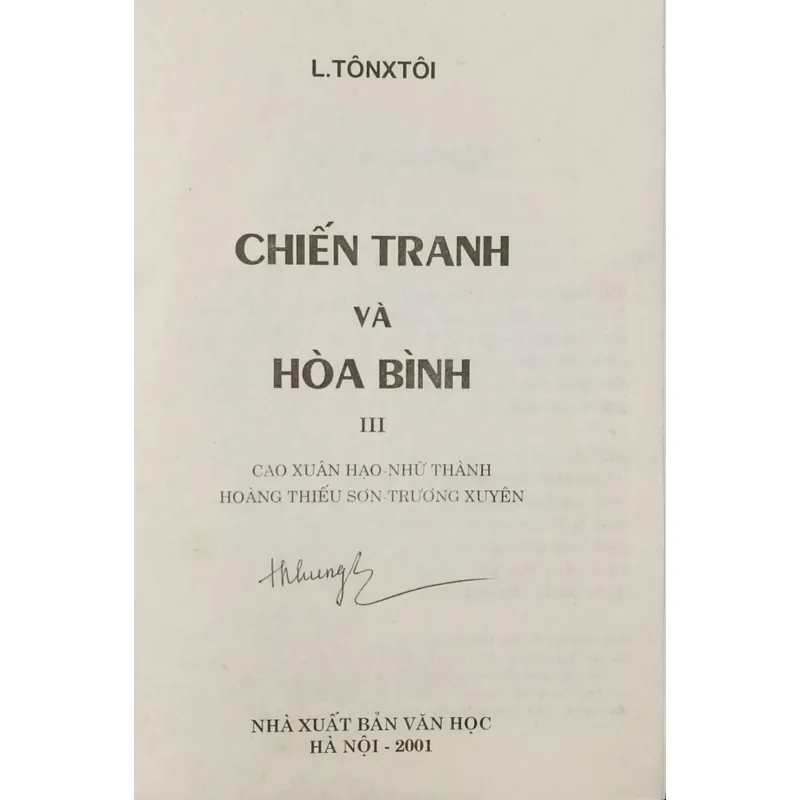 L.TÔNXTÔI
CHIẾN TRANH
VÀ
HÒA BÌNH
III
CAO XUÂN HẠO-NHỮ THÀNH
HOÀNG THIẾU SƠN-TRƯƠNG XUYÊN
NHÀ XUẤT BẢN VĂN HỌC
HÀ NỘI - 2001